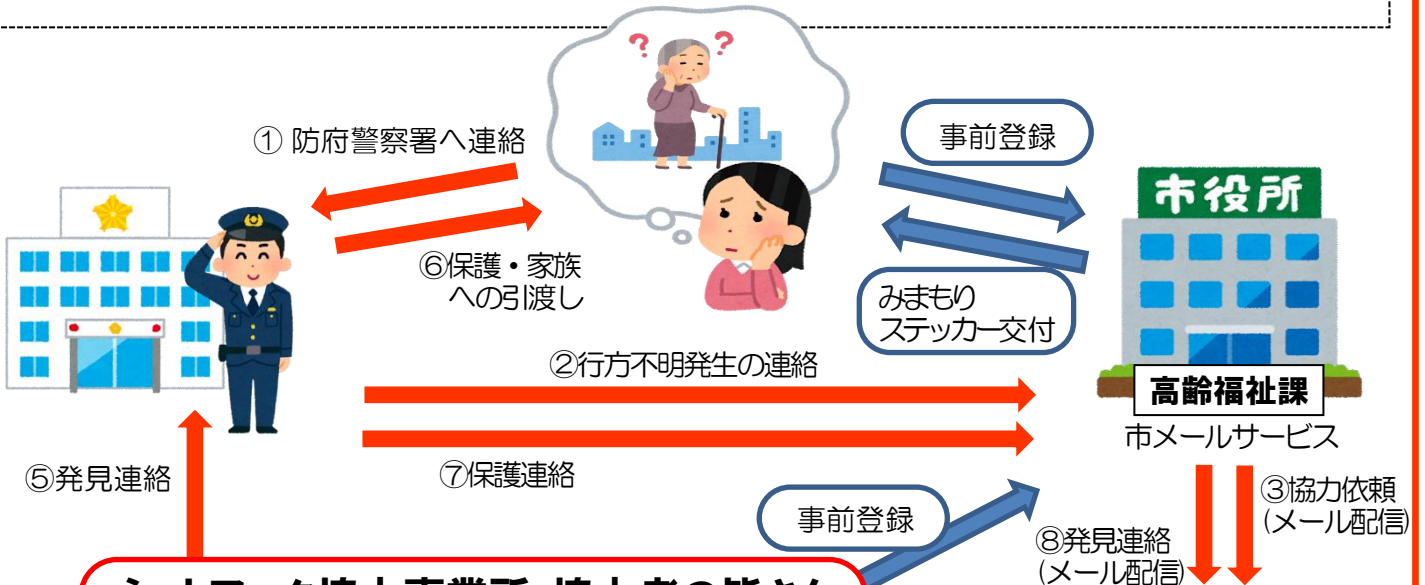 ? ?
① 防府警察署へ連絡
事前登録
市役所
⑥保護・家族
への引渡し
みまもり
ステッカー交付
②行方不明発生の連絡
高齢福祉課
市メールサービス
⑤発見連絡
⑦保護連絡
③協力依頼
(メール配信)
事前登録
⑧発見連絡
(メール配信)